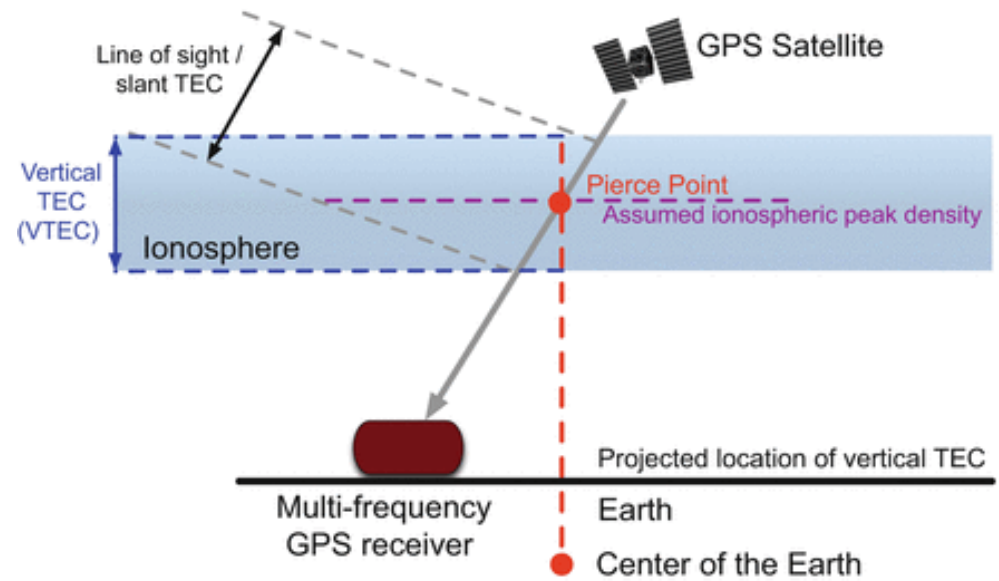 Line of sight /
slant TEC
GPS Satellite
Vertical
TEC
(VTEC)
Pierce Point
Assumed ionospheric peak density
Ionosphere
Projected location of vertical TEC
Multi-frequency
GPS receiver
Earth
Center of the Earth